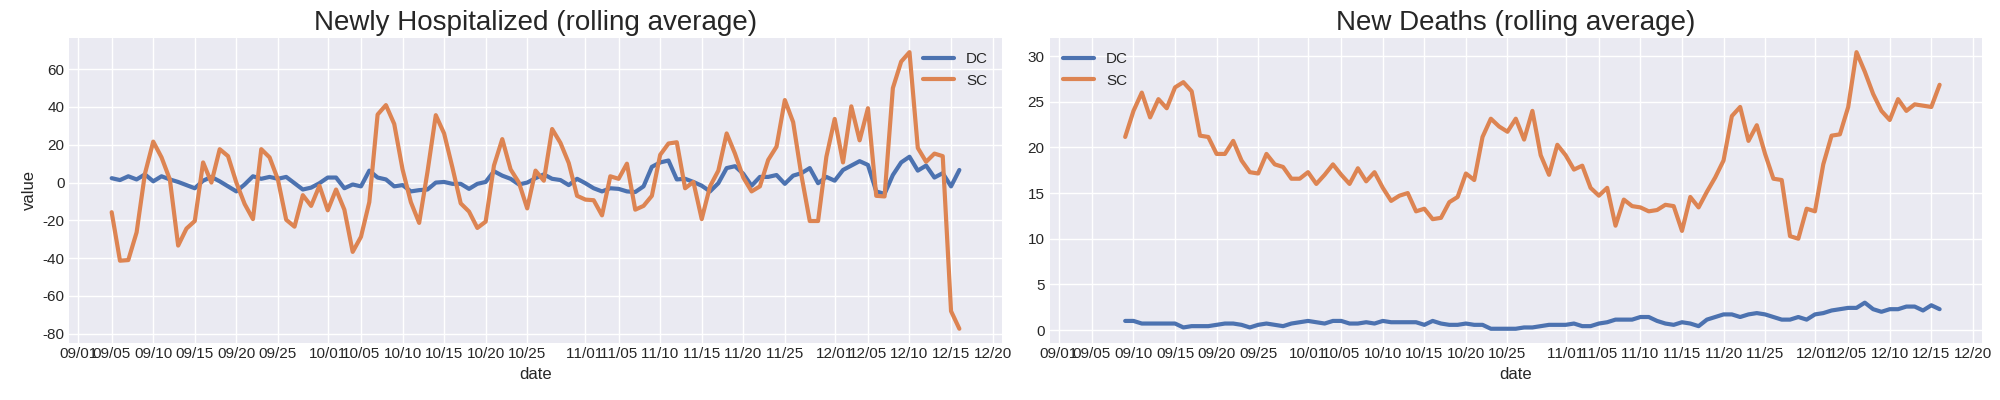 Newly Hospitalized (rolling average)
DC
SC
60
40
20
0
-20
-40
-60
-80
value
09/01 09/05 09/10 09/15 09/20 09/25 10/01 10/05 10/10 10/15 10/20 10/25 11/01 11/05 11/10 11/15 11/20 11/25 12/01 12/05 12/10 12/15 12/20
date
New Deaths (rolling average)
DC
SC
30
25
20
15
10
5
0
09/01 09/05 09/10 09/15 09/20 09/25 10/01 10/05 10/10 10/15 10/20 10/25 11/01 11/05 11/10 11/15 11/20 11/25 12/01 12/05 12/10 12/15 12/20
date